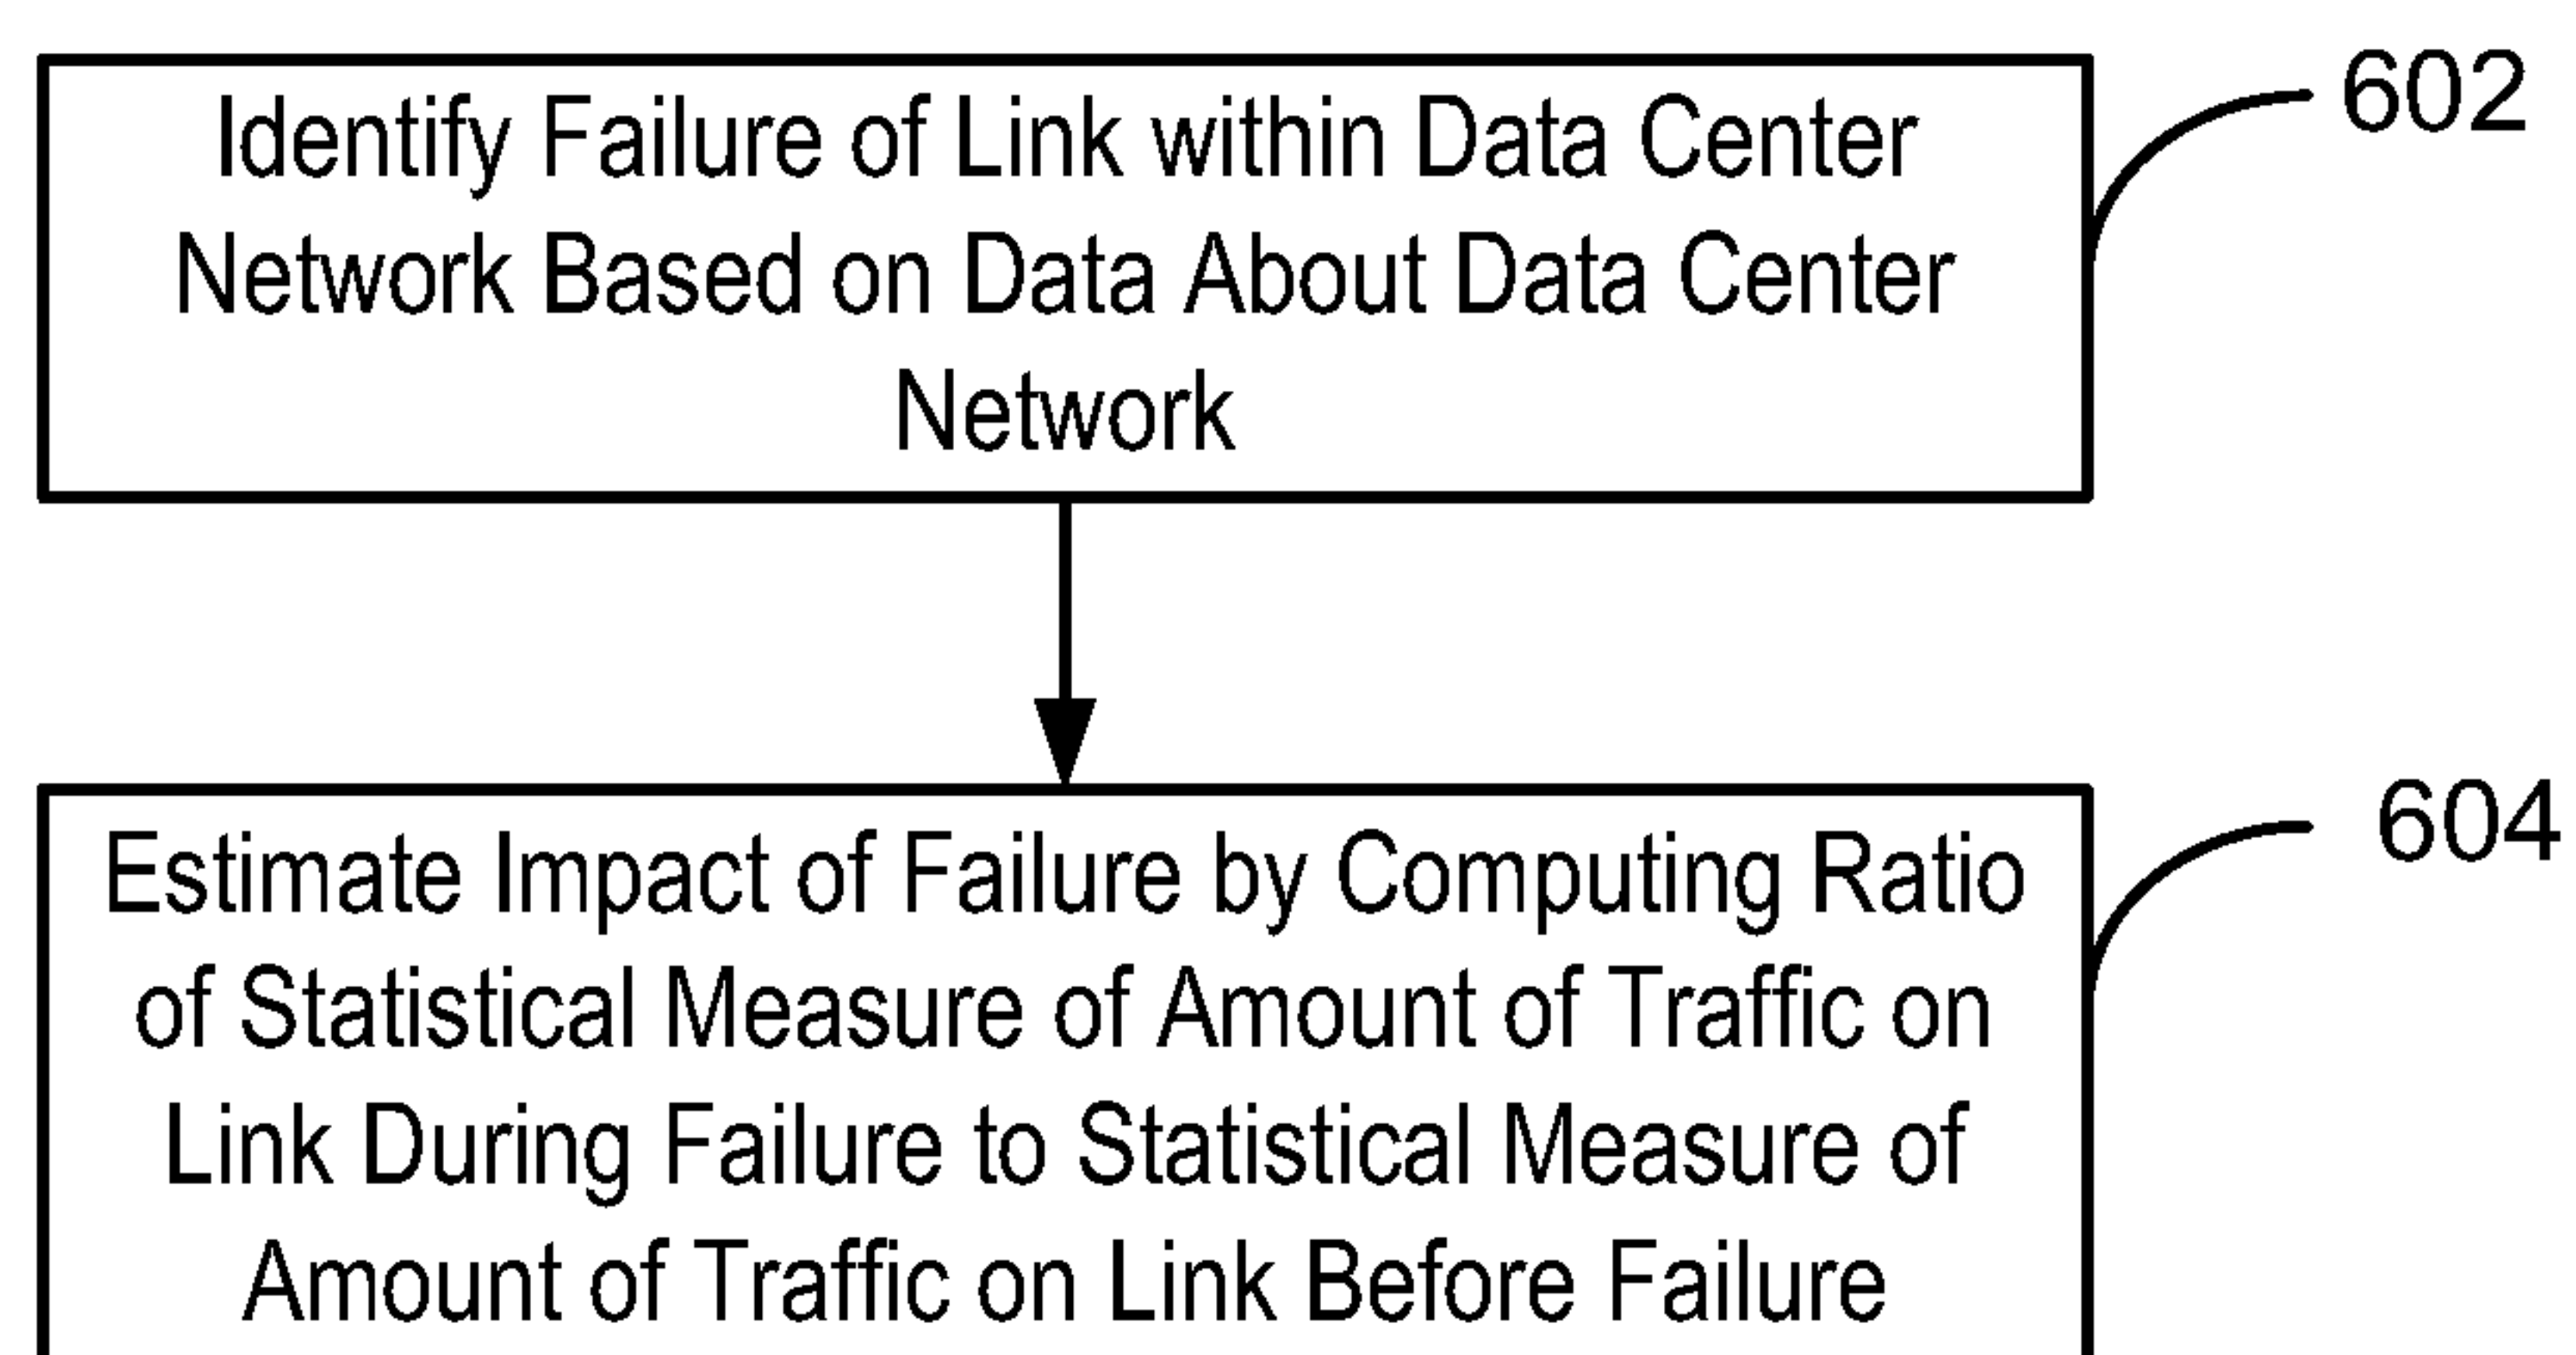 Identify Failure of Link within Data Center
Network Based on Data About Data Center
Network
602
Estimate Impact of Failure by Computing Ratio
of Statistical Measure of Amount of Traffic on
Link During Failure to Statistical Measure of
Amount of Traffic on Link Before Failure
604